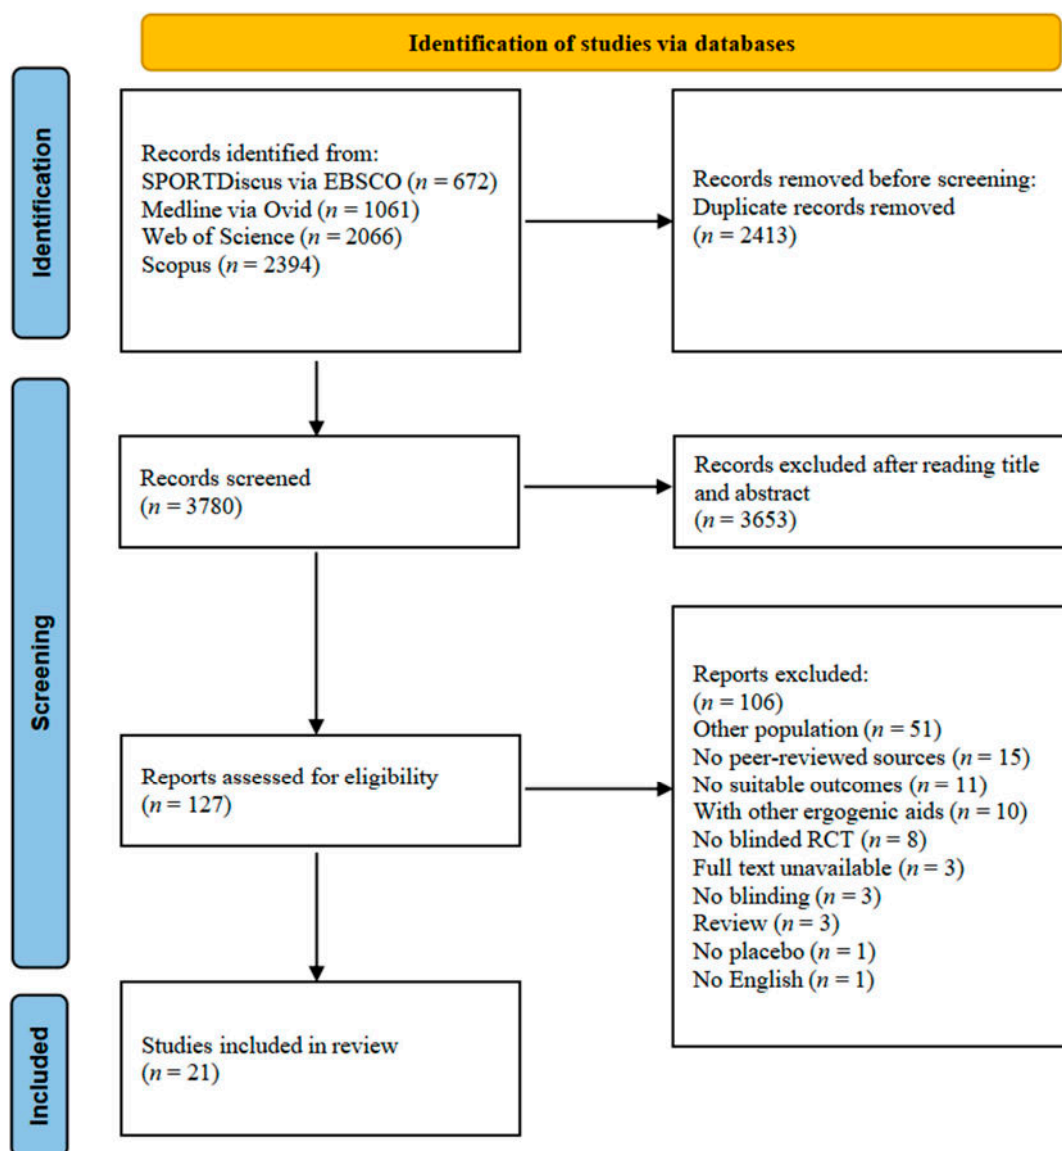 Identification of studies via databases
Identification
Records identified from:
SPORTDiscus via EBSCO (n = 672)
Medline via Ovid (n = 1061)
Web of Science (n = 2066)
Scopus (n = 2394)
Records removed before screening:
Duplicate records removed
(n = 2413)
Screening
Records screened
(n = 3780)
Records excluded after reading title
and abstract
(n = 3653)
Reports assessed for eligibility
(n = 127)
Reports excluded:
(n = 106)
Other population (n = 51)
No peer-reviewed sources (n = 15)
No suitable outcomes (n = 11)
With other ergogenic aids (n = 10)
No blinded RCT (n = 8)
Full text unavailable (n = 3)
No blinding (n = 3)
Review (n = 3)
No placebo (n = 1)
No English (n = 1)
Included
Studies included in review
(n = 21)